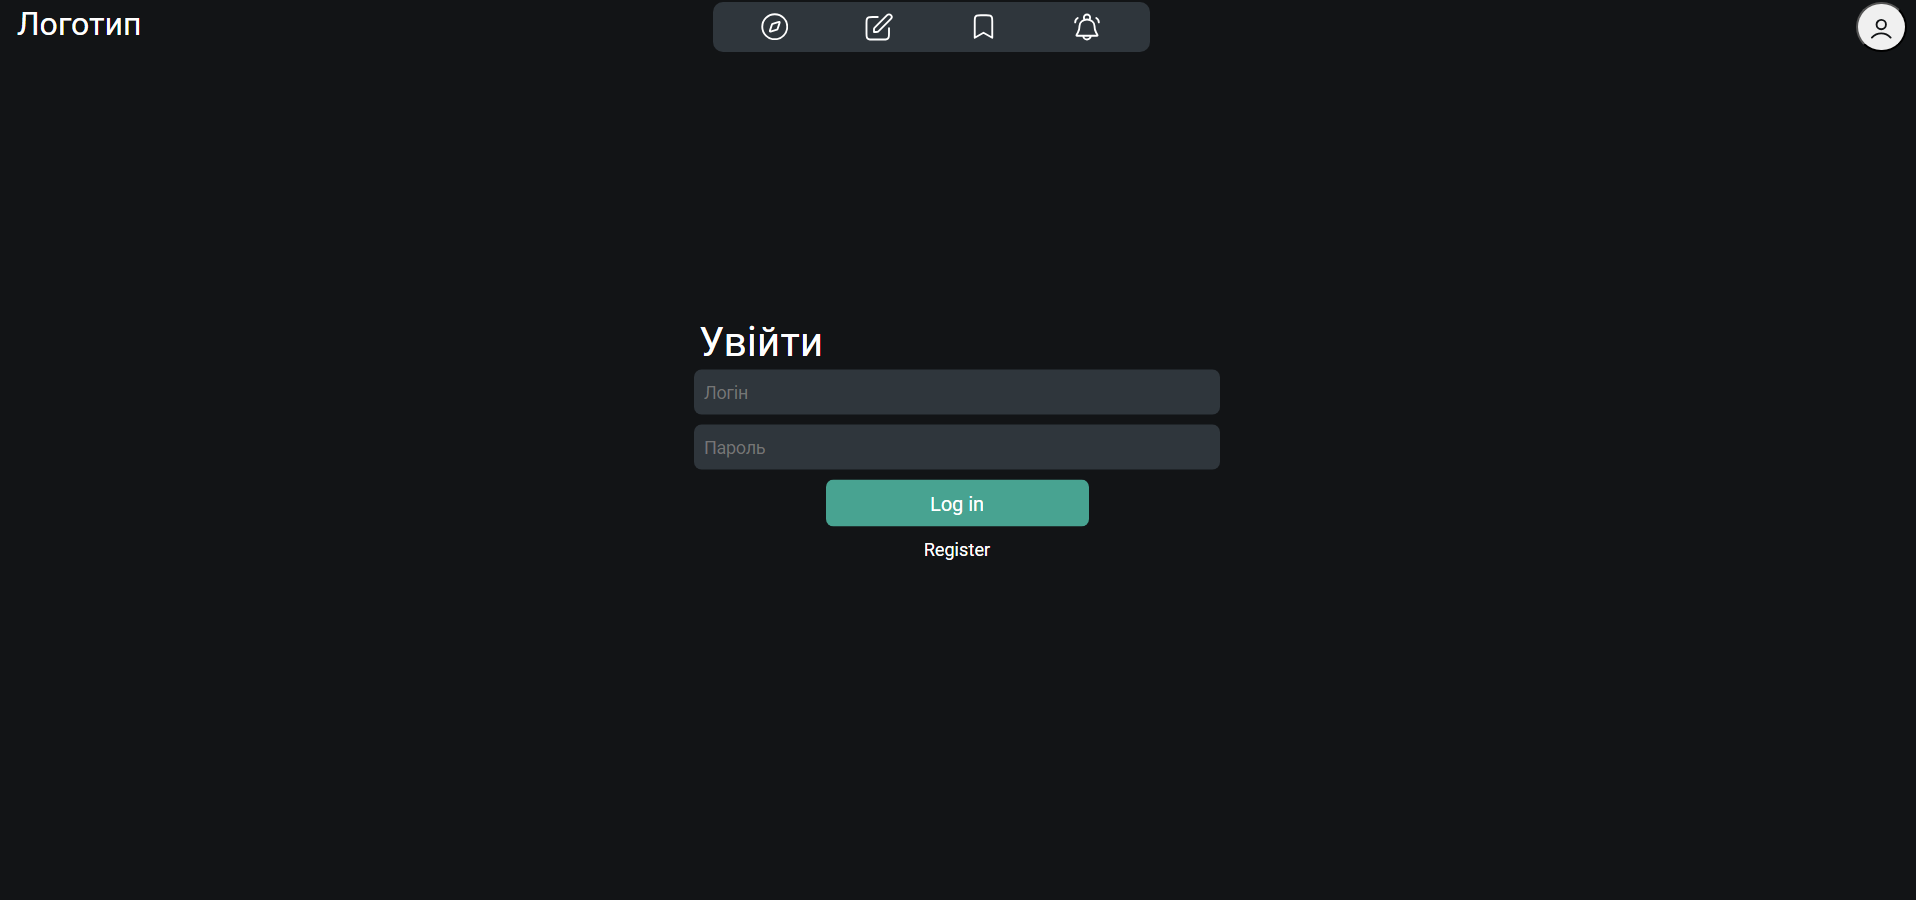 Логотип
Увійти
Логін
Пароль
Log in
Register